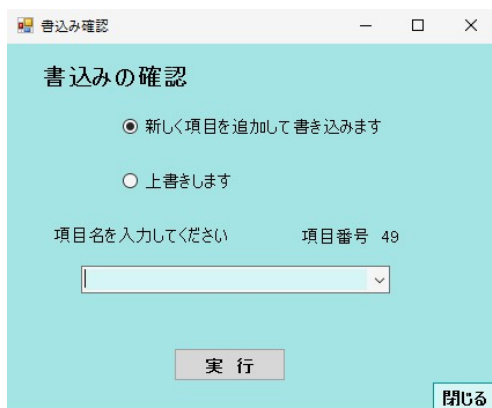 書込み確認
書込みの確認
新しく項目を追加して書き込みます
上書きします
項目名を入力してください 項目番号 49
実 行
閉じる